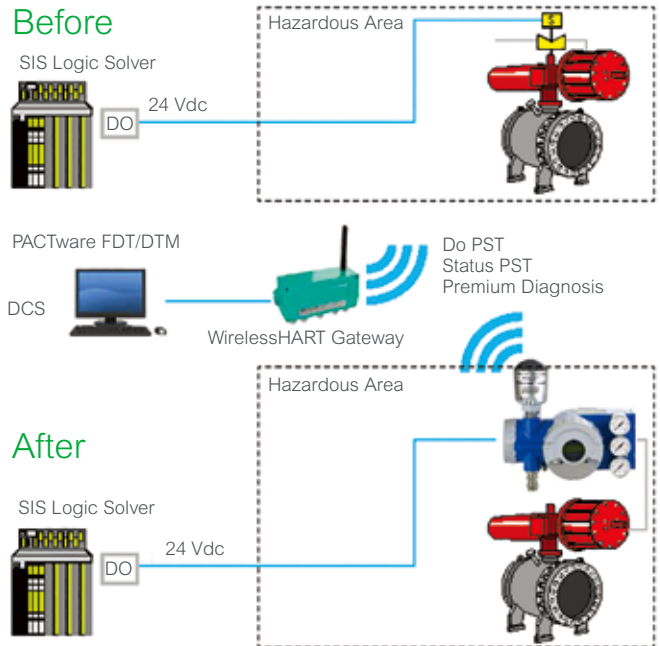 Before
Hazardous Area
S
SIS Logic Solver
24 Vdc
DO
PACTware FDT/DTM
Do PST
Status PST
Premium Diagnosis
DCS
WirelessHART Gateway
Hazardous Area
After
SIS Logic Solver
24 Vdc
DO